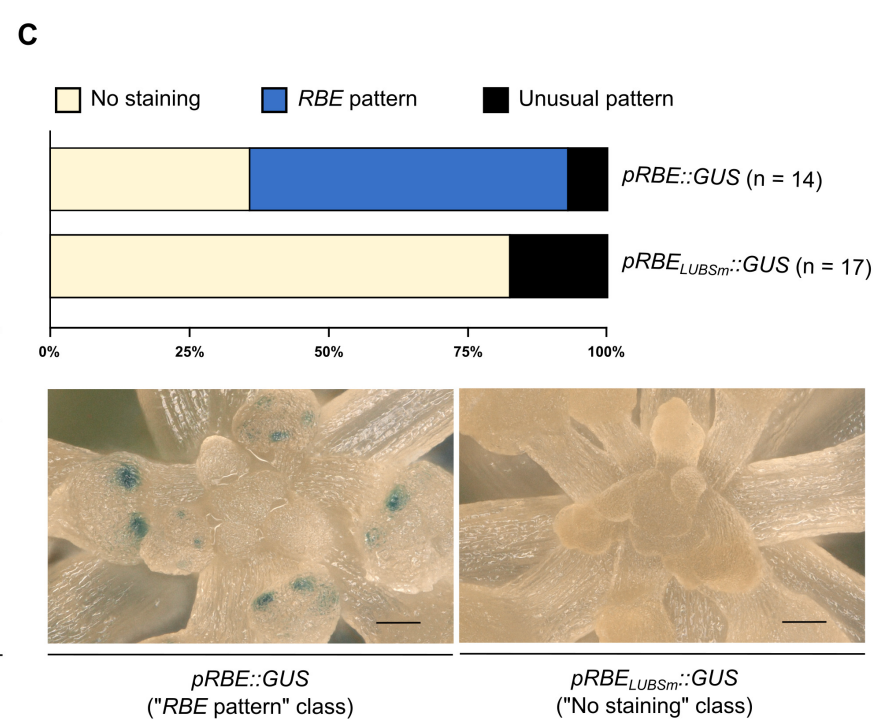 C
No staining RBE pattern Unusual pattern
pRBE::GUS (n = 14)
pRBELUBSm::GUS (n = 17)
0% 25% 50% 75% 100%
pRBE::GUS pRBELUBSm::GUS
("RBE pattern" class) ("No staining" class)